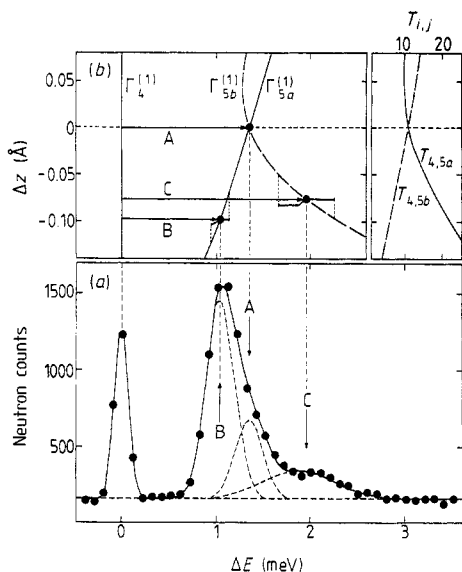 T_{i,j}
10 20
(b)
Γ_4^{(1)} Γ_{5b}^{(1)} Γ_{5a}^{(1)}
0.05
0
-0.05
-0.10
Δz (Å)
A
C
B
T_{4,5a}
T_{4,5b}
(a)
1500
1000
500
Neutron counts
A
B
C
0 1 2 3
ΔE (meV)